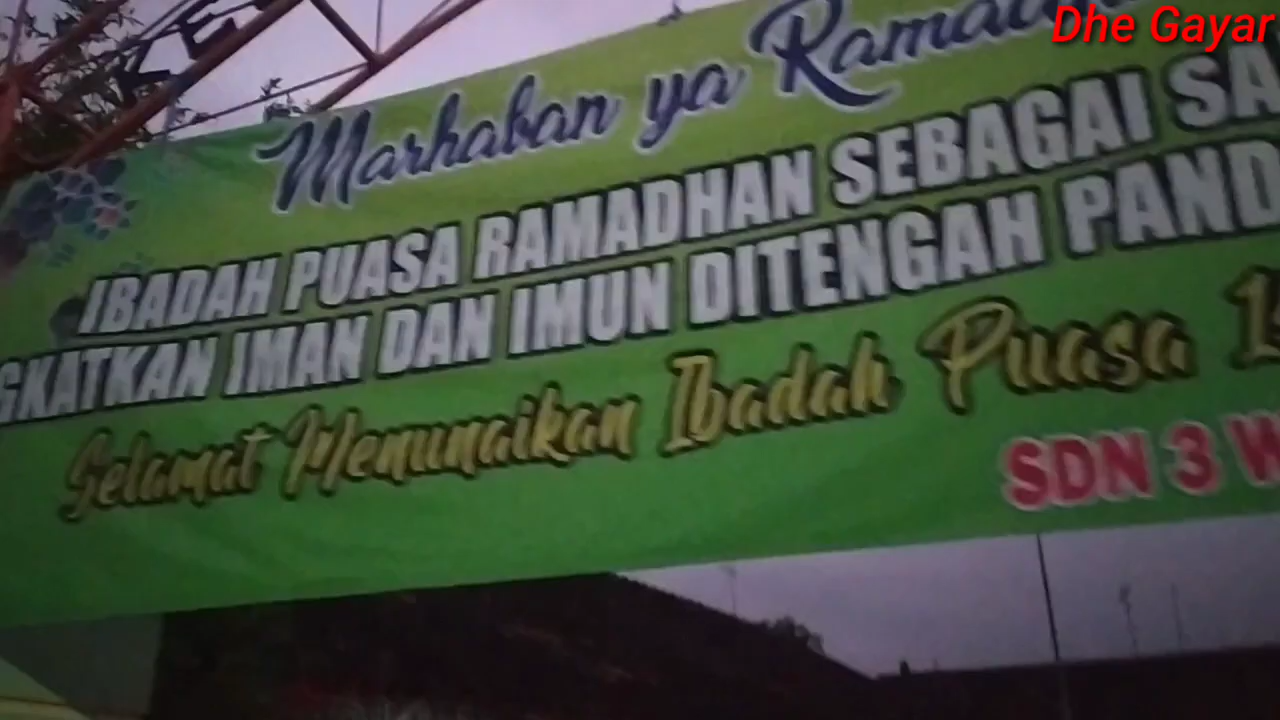 Dhe Gayar
Marhaban ya
IBADAH PUASA RAMADHAN SEBAGAI
IMAN DAN IMUN DITENGAH
Selamat Menunaikan Ibadah Puasa
SDN 3